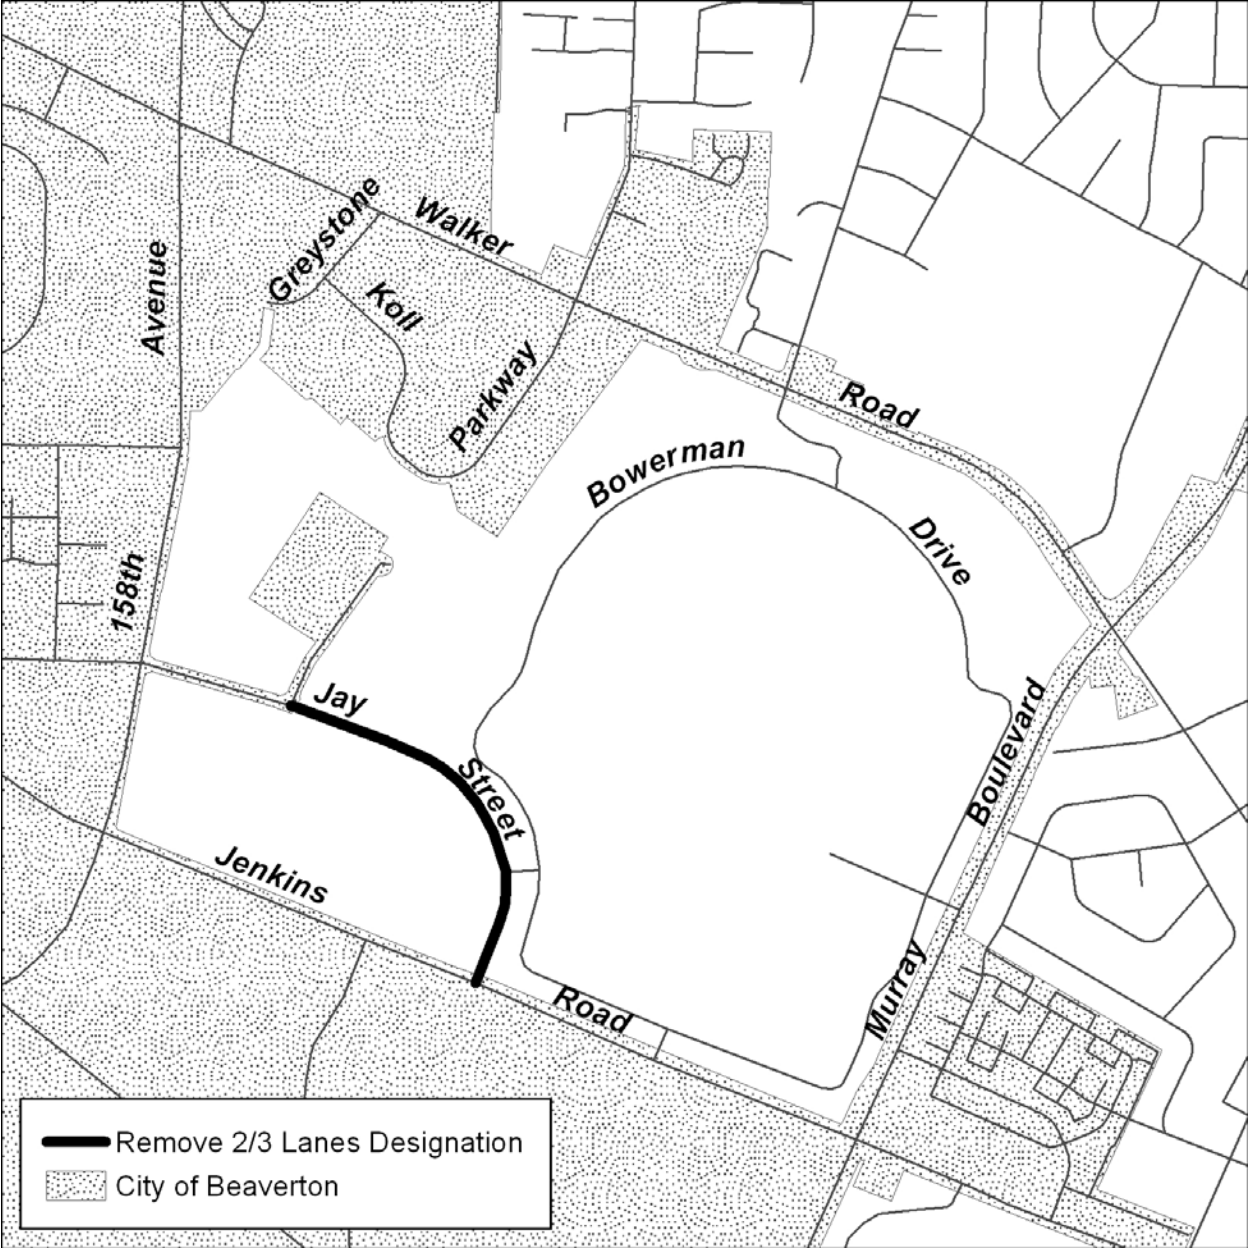 Greystone
Walker
Avenue
Koll
Parkway
Road
Bowerman
Drive
158th
Jay
Street
Boulevard
Jenkins
Murray
Road
Remove 2/3 Lanes Designation
City of Beaverton